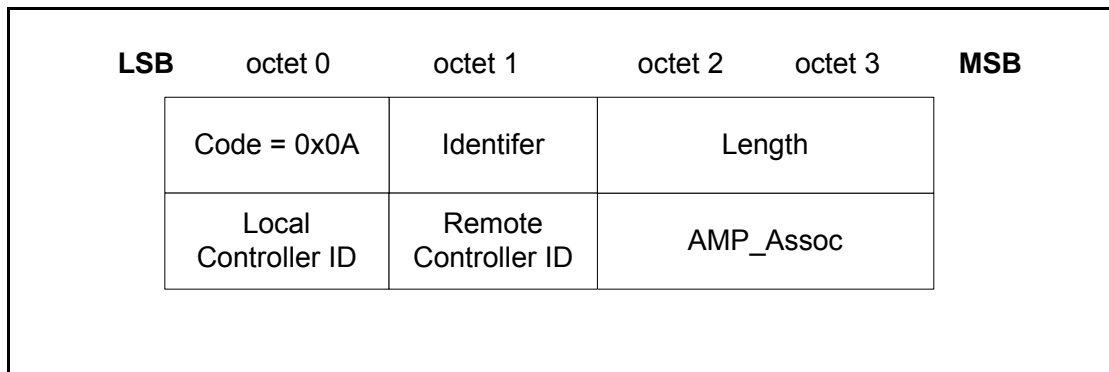 LSB octet 0 octet 1 octet 2 octet 3 MSB
Code = 0x0A Identifer Length
Local Controller ID Remote Controller ID AMP_Assoc